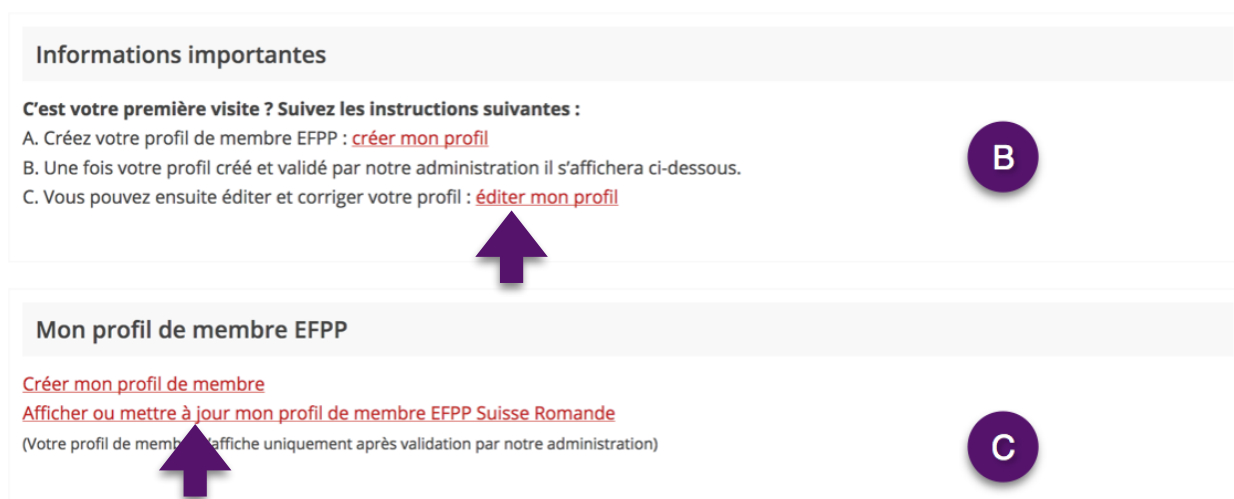 Informations importantes
C’est votre première visite ? Suivez les instructions suivantes :
A. Créez votre profil de membre EFPP : créer mon profil
B. Une fois votre profil créé et validé par notre administration il s’affichera ci-dessous.
B
C. Vous pouvez ensuite éditer et corriger votre profil : éditer mon profil
Mon profil de membre EFPP
Créer mon profil de membre
Afficher ou mettre à jour mon profil de membre EFPP Suisse Romande
(Votre profil de affiche uniquement après validation par notre administration)
C